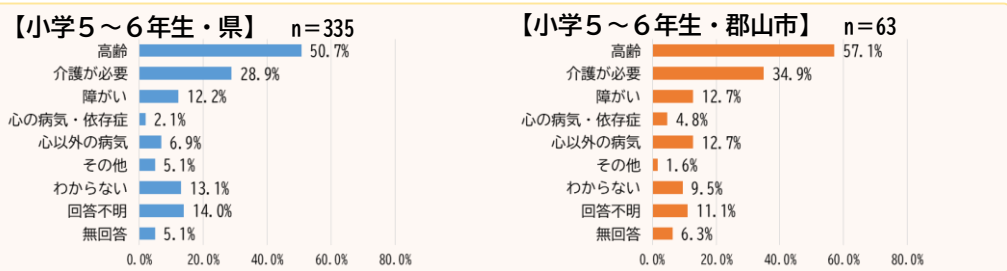 【小学５～６年生・県】 n=335
高齢 50.7%
介護が必要 28.9%
障がい 12.2%
心の病気・依存症 2.1%
心以外の病気 6.9%
その他 5.1%
わからない 13.1%
回答不明 14.0%
無回答 5.1%
0.0% 20.0% 40.0% 60.0% 80.0%
【小学５～６年生・郡山市】 n=63
高齢 57.1%
介護が必要 34.9%
障がい 12.7%
心の病気・依存症 4.8%
心以外の病気 12.7%
その他 1.6%
わからない 9.5%
回答不明 11.1%
無回答 6.3%
0.0% 20.0% 40.0% 60.0% 80.0%